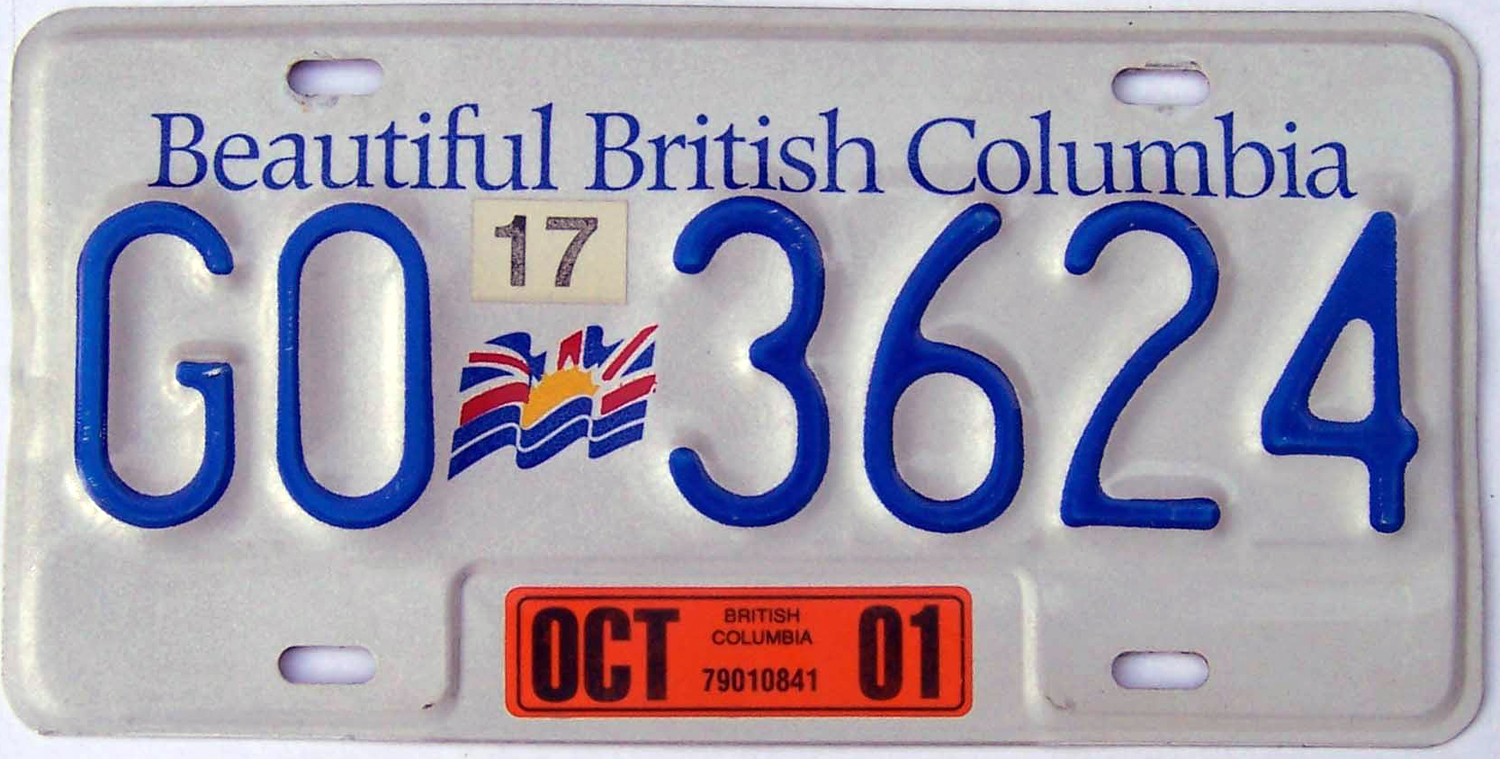 Beautiful British Columbia
17
GO 3624
OCT BRITISH COLUMBIA 79010841 01